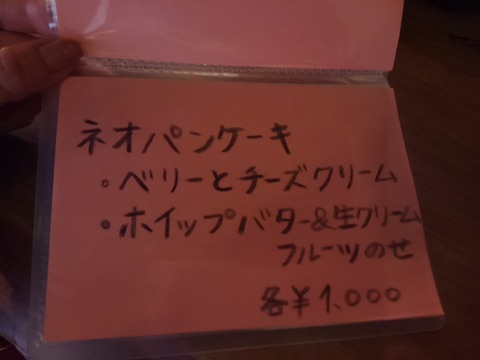 ネオパンケーキ
・ベリーとチーズクリーム
・ホイップバター&生クリーム
フルーツのせ
各¥1,000